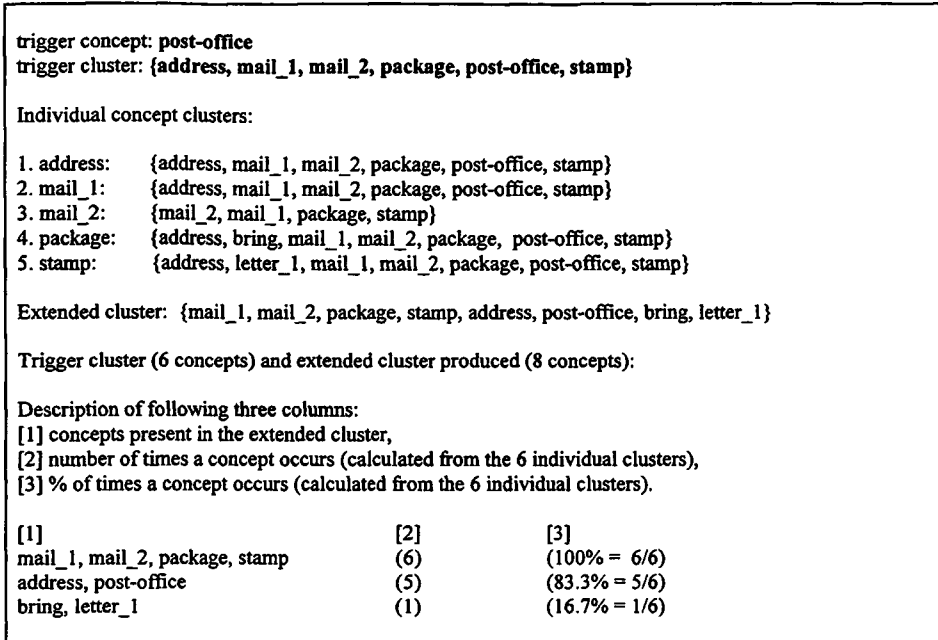 trigger concept: post-office
trigger cluster: {address, mail_1, mail_2, package, post-office, stamp}
Individual concept clusters:
1. address: {address, mail_1, mail_2, package, post-office, stamp}
2. mail_1: {address, mail_1, mail_2, package, post-office, stamp}
3. mail_2: {mail_2, mail_1, package, stamp}
4. package: {address, bring, mail_1, mail_2, package, post-office, stamp}
5. stamp: {address, letter_1, mail_1, mail_2, package, post-office, stamp}
Extended cluster: {mail_1, mail_2, package, stamp, address, post-office, bring, letter_1}
Trigger cluster (6 concepts) and extended cluster produced (8 concepts):
Description of following three columns:
[1] concepts present in the extended cluster,
[2] number of times a concept occurs (calculated from the 6 individual clusters),
[3] % of times a concept occurs (calculated from the 6 individual clusters).
[1] [2] [3]
mail_1, mail_2, package, stamp (6) (100% = 6/6)
address, post-office (5) (83.3% = 5/6)
bring, letter_1 (1) (16.7% = 1/6)